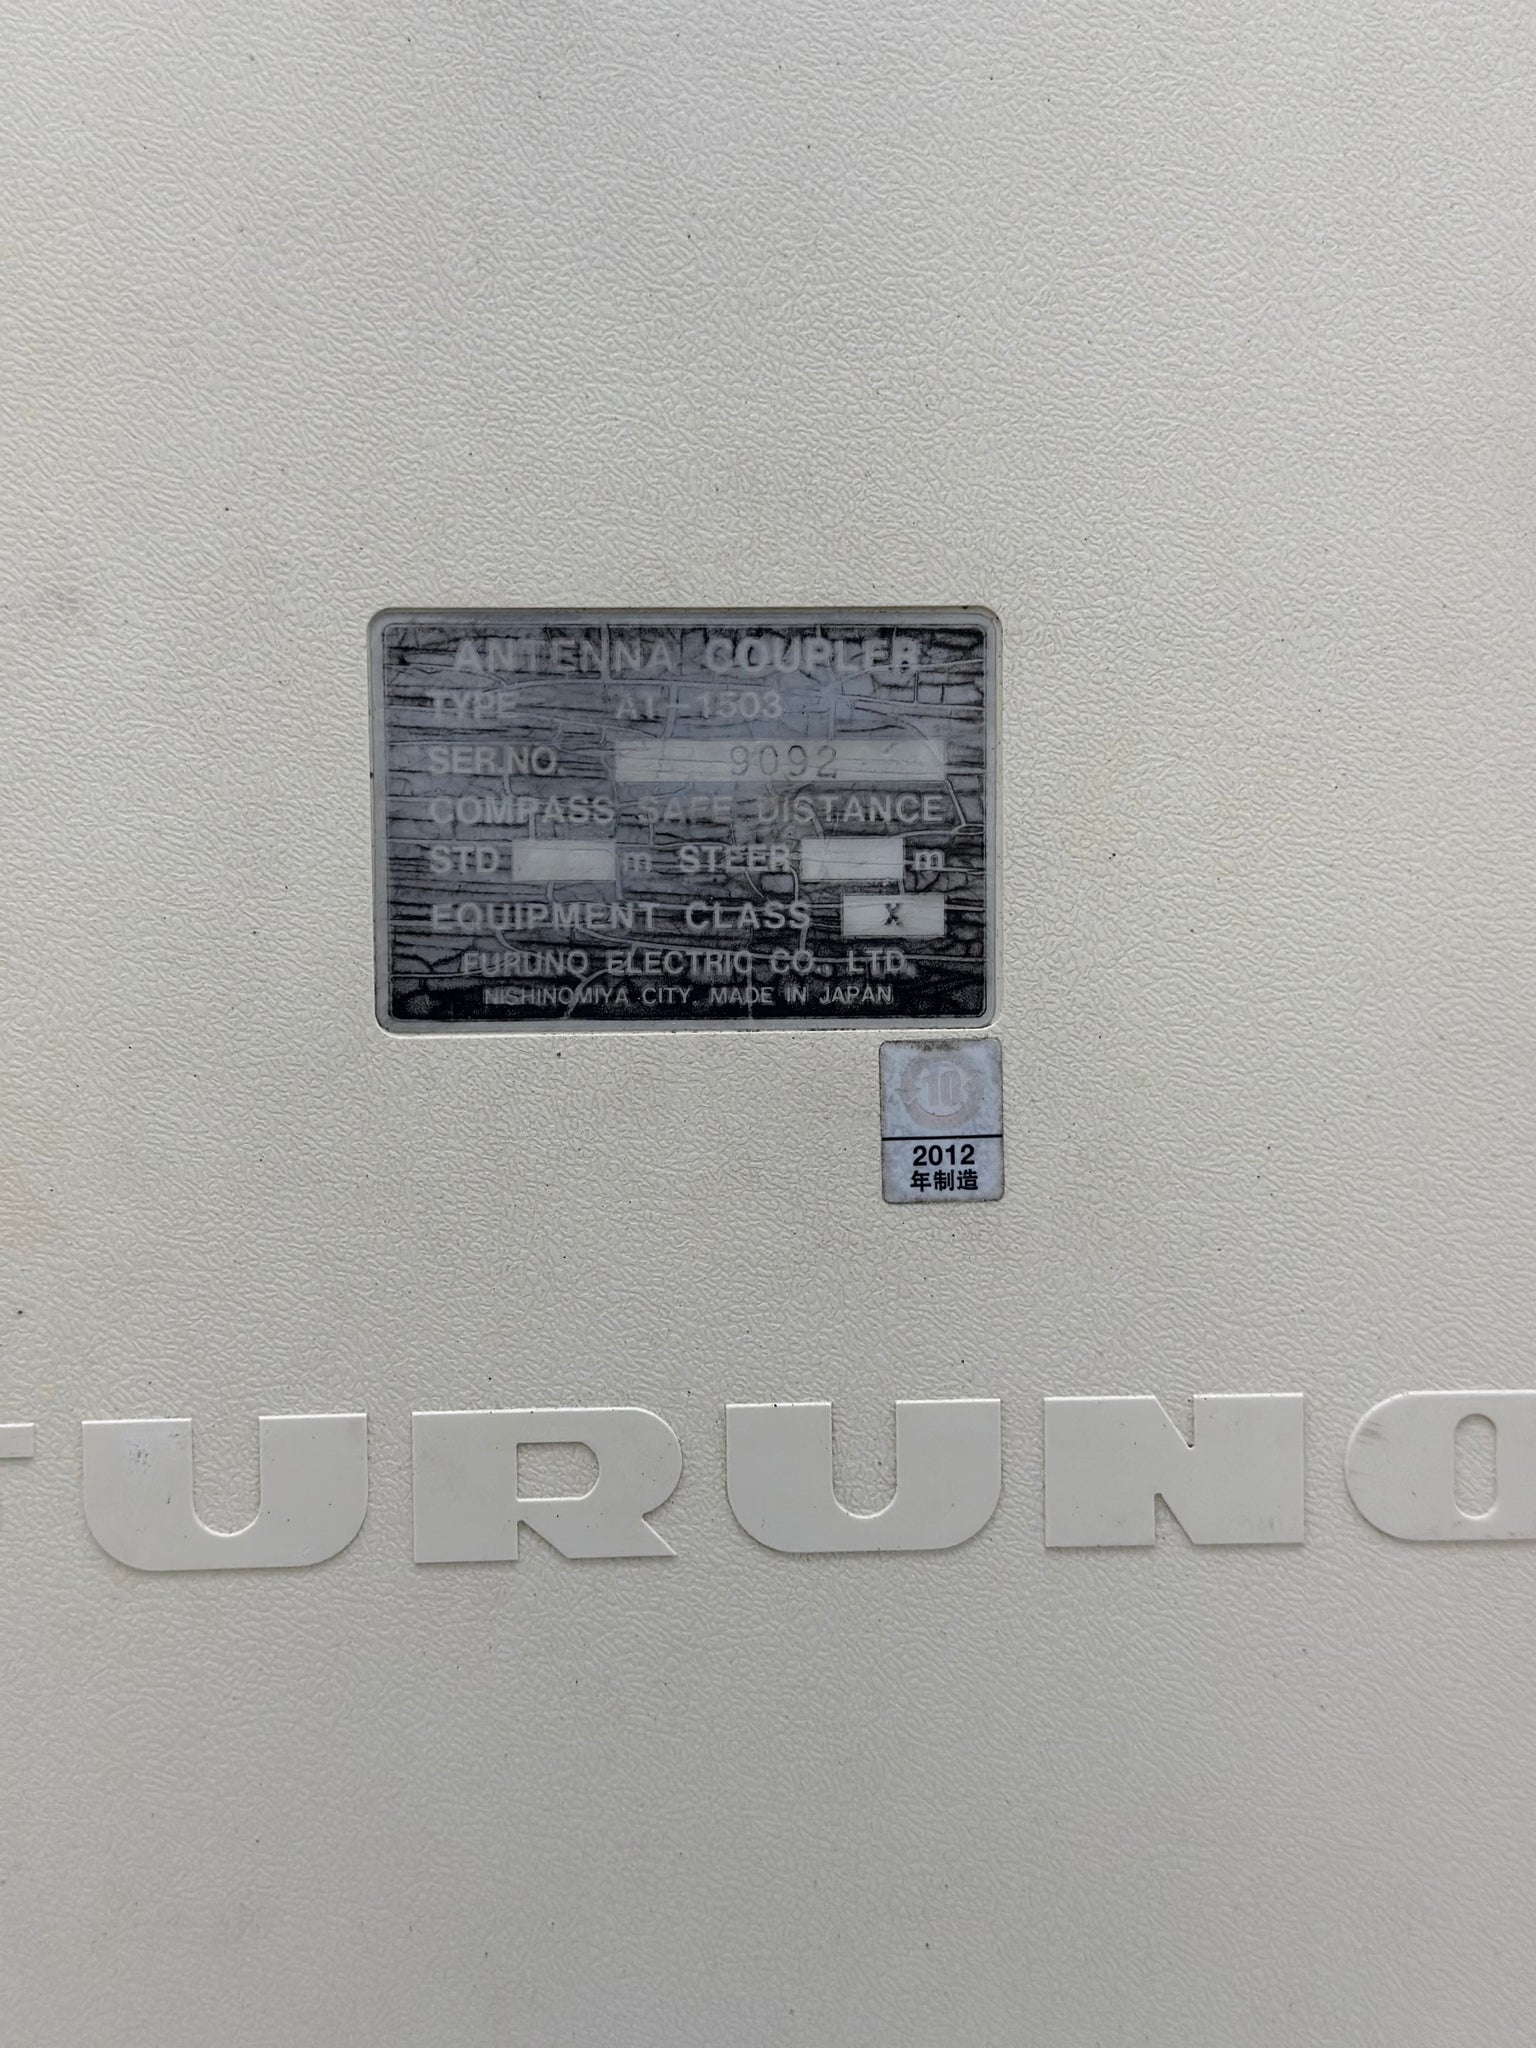 ANTENNA COUPLER
TYPE AT-1503
SER.NO. 9092
COMPASS SAFE DISTANCE
STD m STEER m
EQUIPMENT CLASS X
FURUNO ELECTRIC CO., LTD.
NISHINOMIYA CITY, MADE IN JAPAN
10
2012
年制造
FURUNO